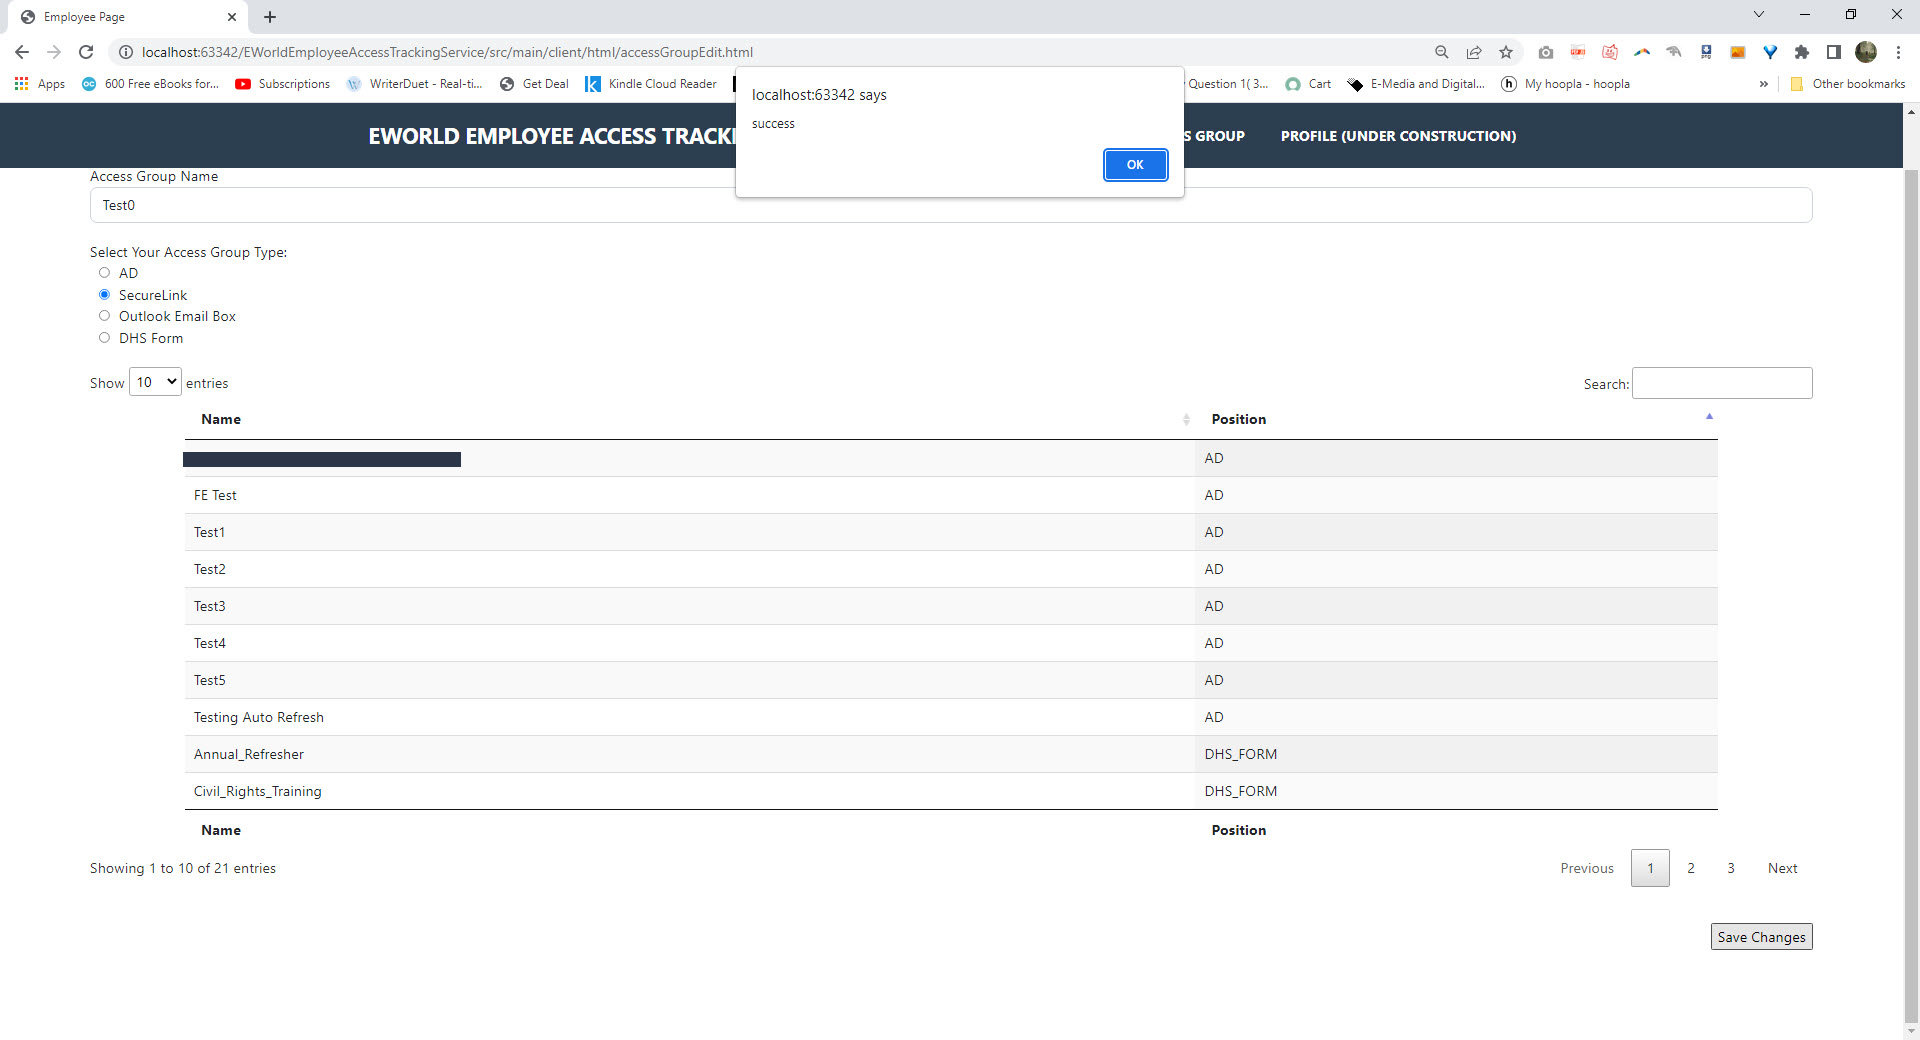 Employee Page
localhost:63342/EWorldEmployeeAccessTrackingService/src/main/client/html/accessGroupEdit.html
Apps 600 Free eBooks for... Subscriptions WriterDuet - Real-ti... Get Deal Kindle Cloud Reader Question 1( 3... Cart E-Media and Digital... My hoopla - hoopla » Other bookmarks
localhost:63342 says
success
OK
EWORLD EMPLOYEE ACCESS TRACKI S GROUP PROFILE (UNDER CONSTRUCTION)
Access Group Name
Test0
Select Your Access Group Type:
AD
SecureLink
Outlook Email Box
DHS Form
Show 10 entries Search:
Name Position
AD
FE Test AD
Test1 AD
Test2 AD
Test3 AD
Test4 AD
Test5 AD
Testing Auto Refresh AD
Annual_Refresher DHS_FORM
Civil_Rights_Training DHS_FORM
Name Position
Showing 1 to 10 of 21 entries Previous 1 2 3 Next
Save Changes